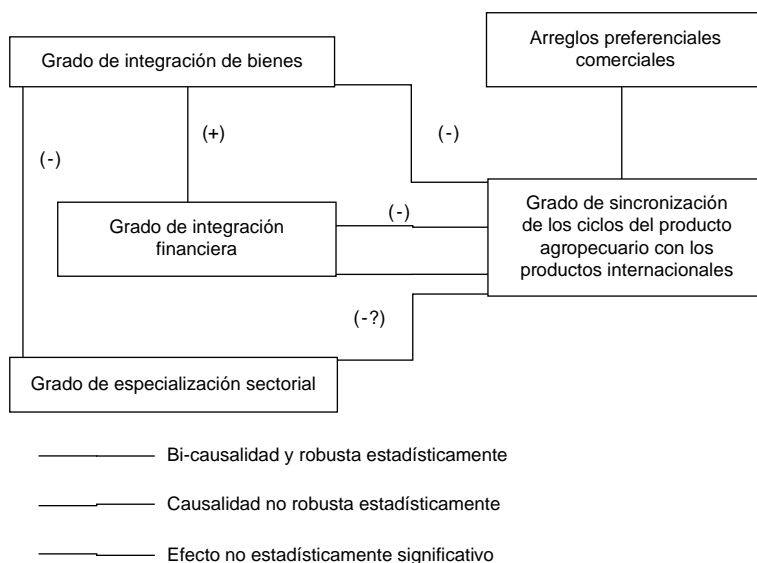 Grado de integración de bienes
Arreglos preferenciales
comerciales
(-)
(+)
(-)
Grado de integración
financiera
(-)
Grado de sincronización
de los ciclos del producto
agropecuario con los
productos internacionales
(-?)
Grado de especialización sectorial
Bi-causalidad y robusta estadísticamente
Causalidad no robusta estadísticamente
Efecto no estadísticamente significativo